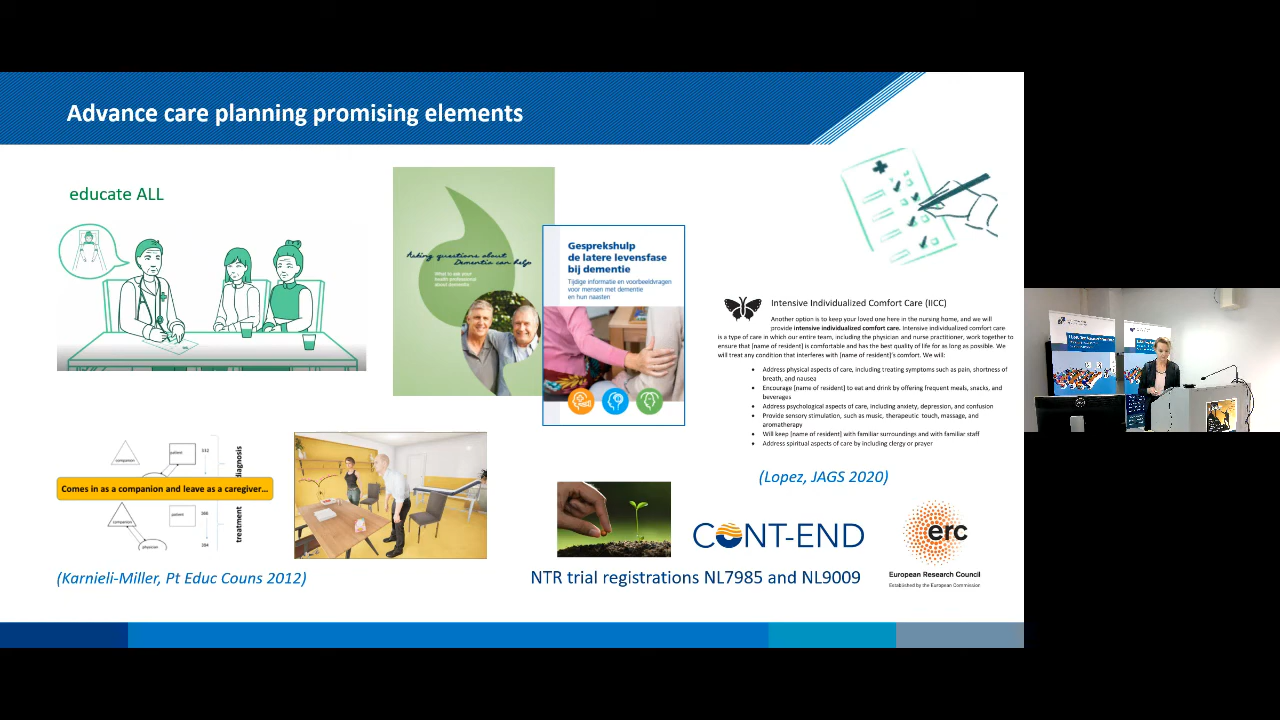 Advance care planning promising elements
educate ALL
Asking questions about
Dementia can help
What to ask your
health professional
about dementia
Gesprekshulp
de latere levensfase
bij dementie
Tijdige informatie en voorbeeldvragen
voor mensen met dementie
en hun naasten
Intensive Individualized Comfort Care (IICC)
Another option is to keep your loved one here in the nursing home, and we will
provide intensive individualized comfort care. Intensive individualized comfort care
is a type of care in which our entire team, including the physician and nurse practitioner, work together to
ensure that [name of resident] is comfortable and has the best quality of life for as long as possible. We
will treat any condition that interferes with [name of resident]'s comfort. We will:
• Address physical aspects of care, including treating symptoms such as pain, shortness of
breath, and nausea
• Encourage [name of resident] to eat and drink by offering frequent meals, snacks, and
beverages
• Address psychological aspects of care, including anxiety, depression, and confusion
• Provide sensory stimulation, such as music, therapeutic touch, massage, and
aromatherapy
• Will keep [name of resident] with familiar surroundings and with familiar staff
• Address spiritual aspects of care by including clergy or prayer
(Lopez, JAGS 2020)
companion
patient
diagnosis
Comes in as a companion and leave as a caregiver...
companion
patient
physician
treatment
(Karnieli-Miller, Pt Educ Couns 2012)
CONT-END
NTR trial registrations NL7985 and NL9009
erc
European Research Council
Established by the European Commission